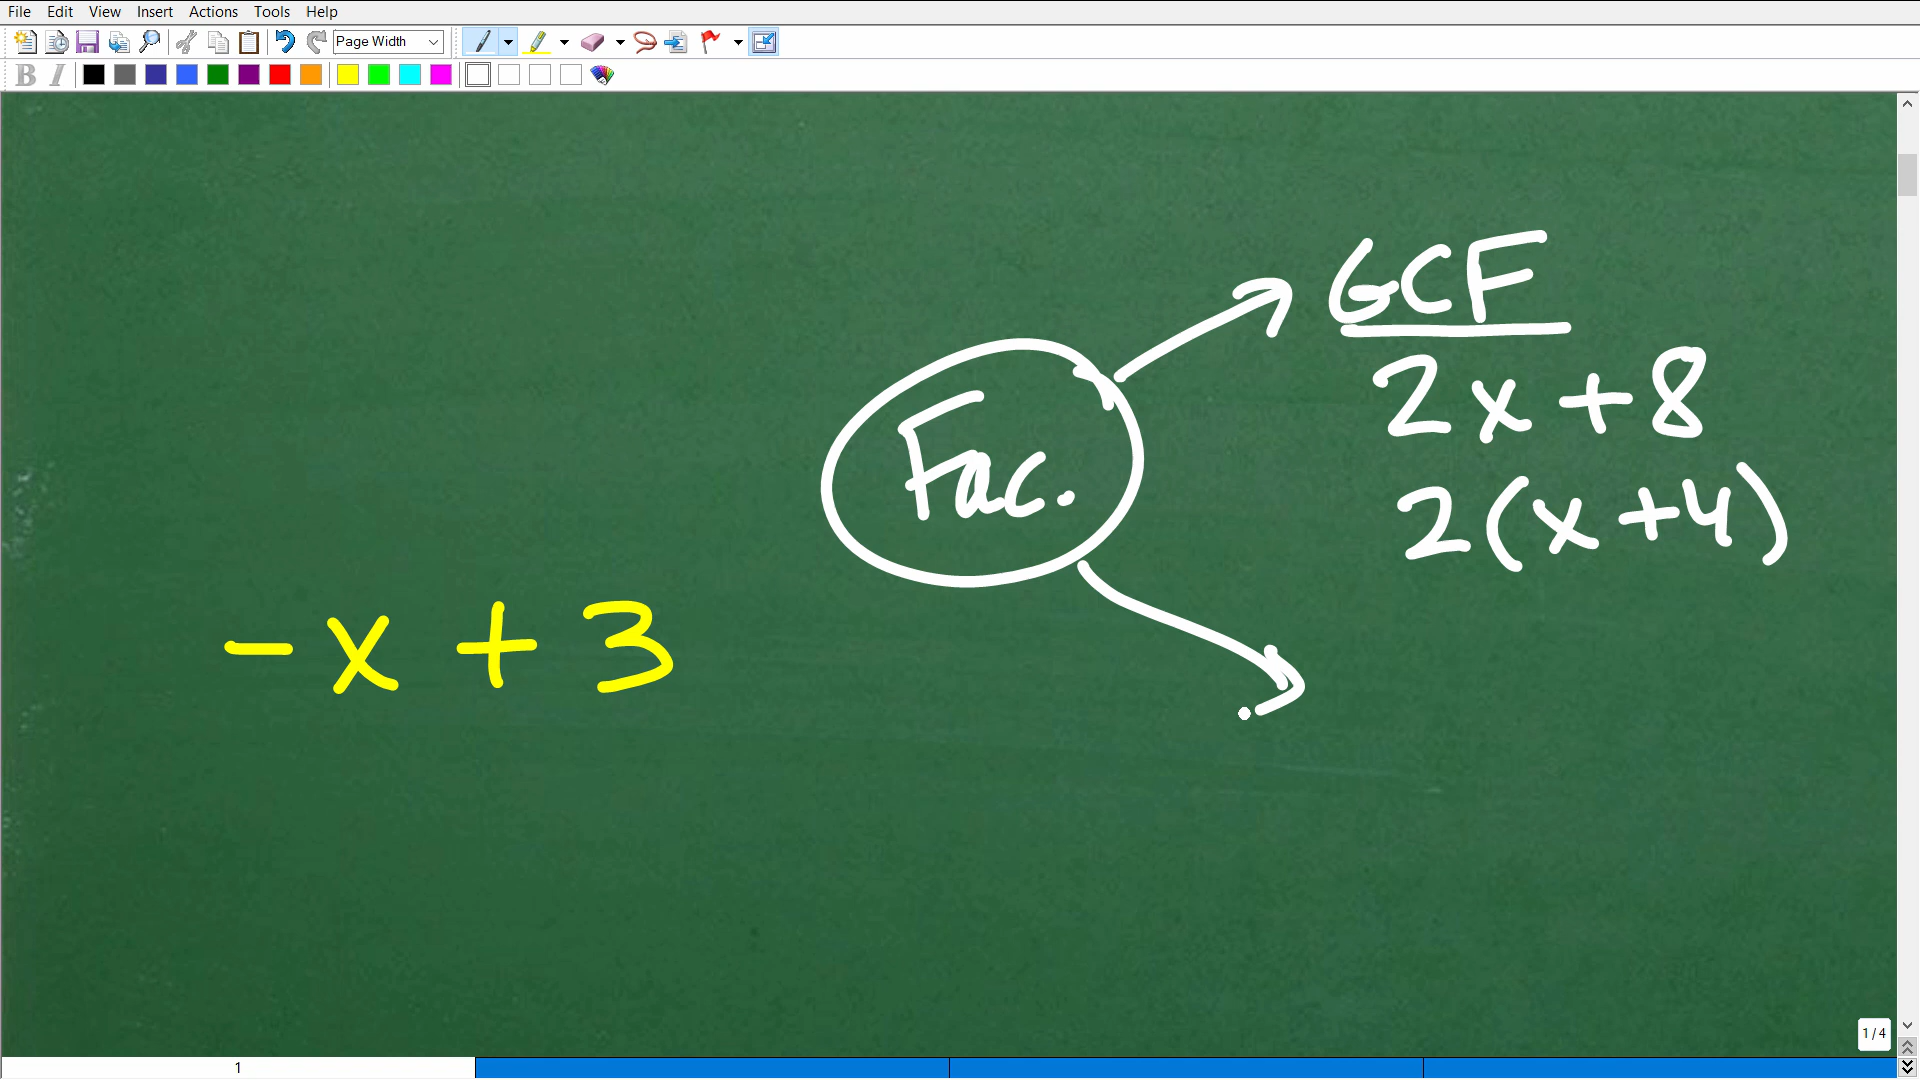 File Edit View Insert Actions Tools Help
Page Width
B I
GCF
2x+8
Fac.
2(x+4)
-x + 3
1 / 4
1